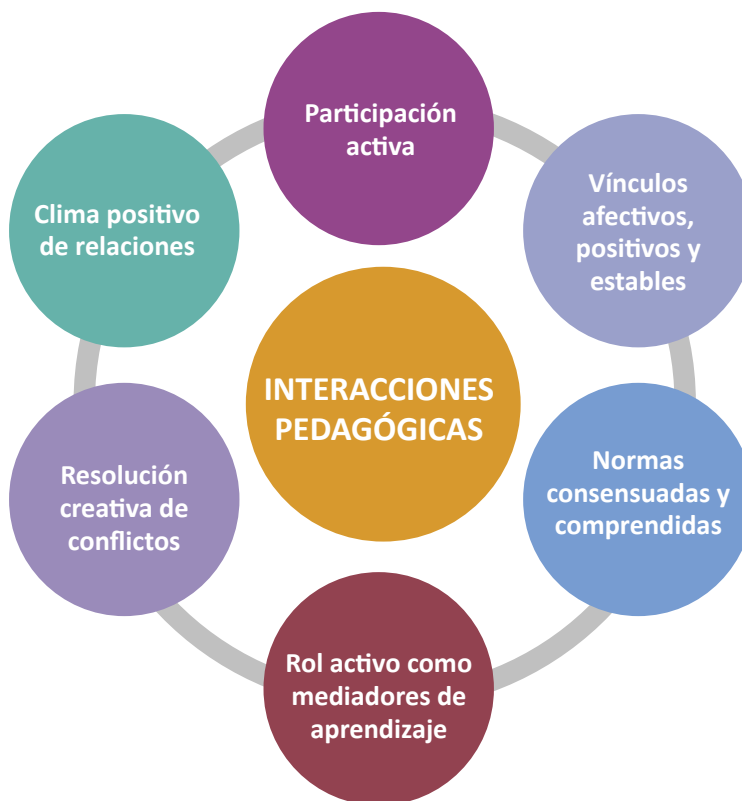 Participación
activa
Vínculos
afectivos,
positivos y
estables
Normas
consensuadas y
comprendidas
Rol activo como
mediadores de
aprendizaje
Resolución
creativa de
conflictos
Clima positivo
de relaciones
INTERACCIONES
PEDAGÓGICAS